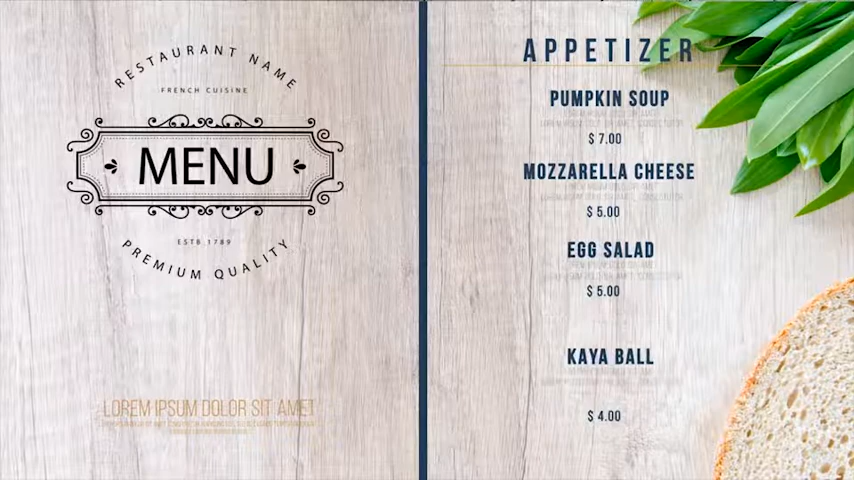 RESTAURANT NAME
FRENCH CUISINE
MENU
ESTB 1789
PREMIUM QUALITY
LOREM IPSUM DOLOR SIT AMET
APPETIZER
PUMPKIN SOUP
$ 7.00
MOZZARELLA CHEESE
$ 5.00
EGG SALAD
$ 5.00
KAYA BALL
$ 4.00